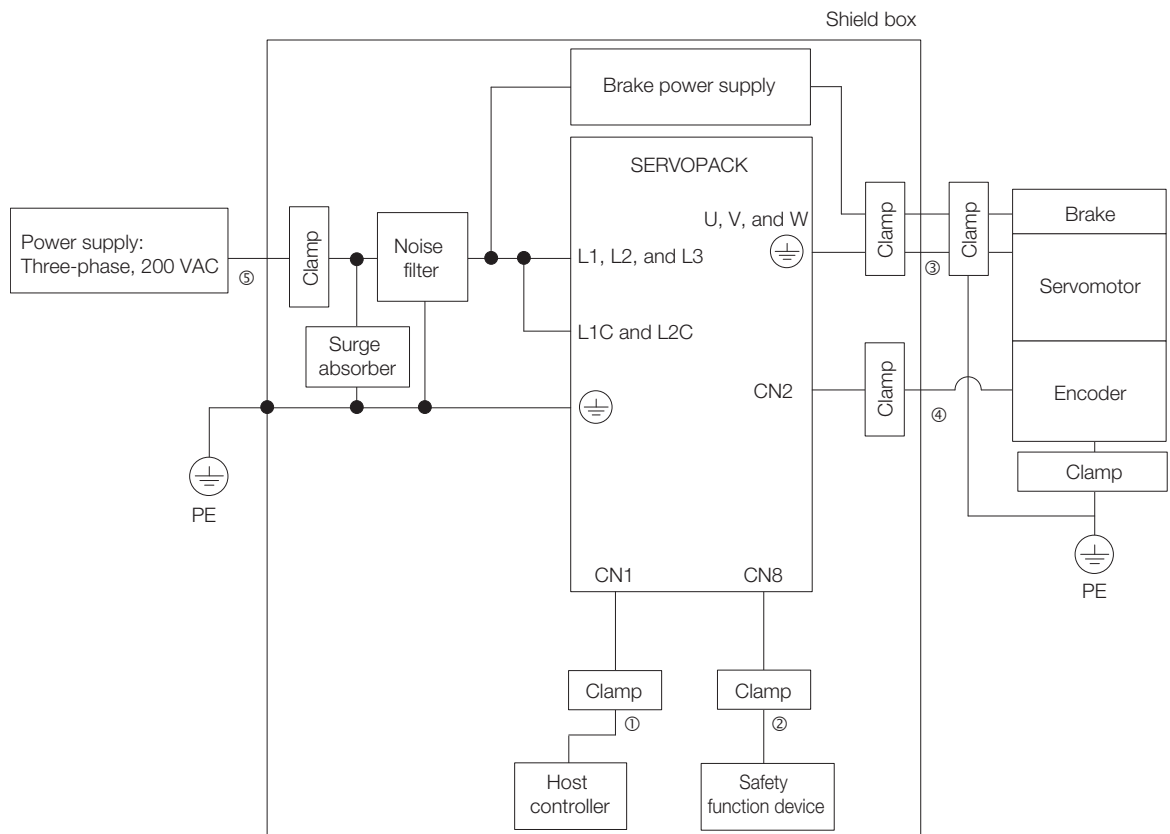 Shield box
Brake power supply
SERVOPACK
U, V, and W
Power supply:
Three-phase, 200 VAC
⑤
Clamp
Noise
filter
L1, L2, and L3
Clamp
③
Clamp
Brake
Servomotor
Surge
absorber
L1C and L2C
CN2
Clamp
④
Encoder
Clamp
PE
PE
CN1
CN8
Clamp
①
Clamp
②
Host
controller
Safety
function device